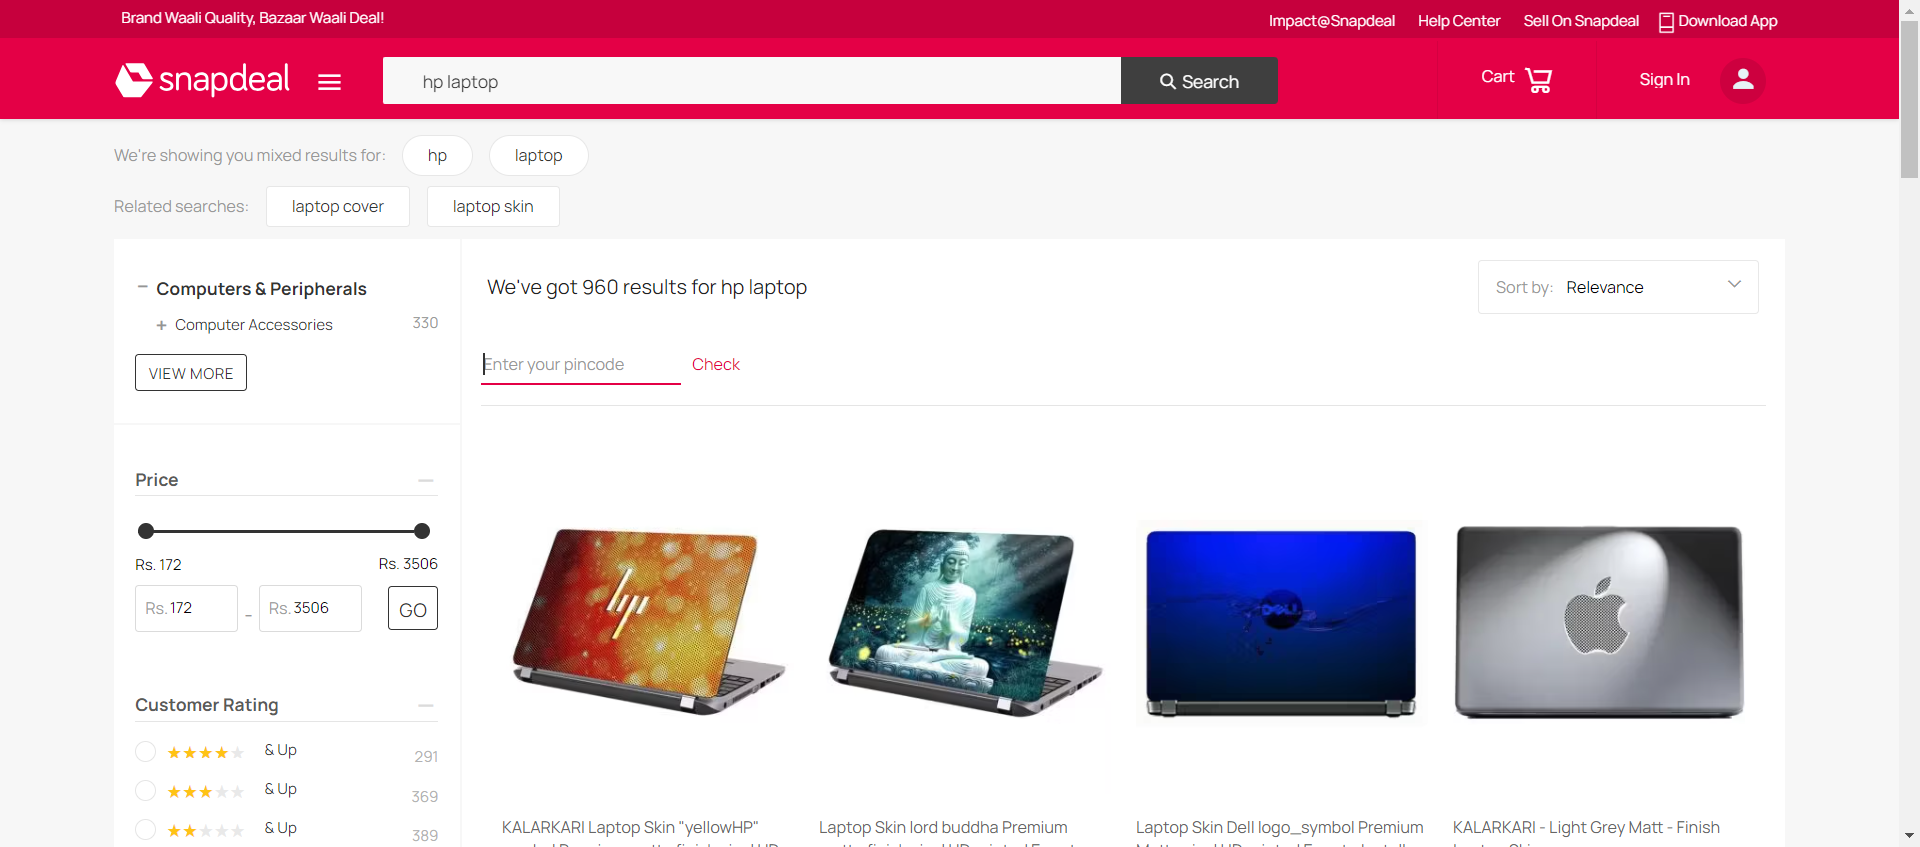 Brand Waali Quality, Bazaar Waali Deal!
Impact@Snapdeal Help Center Sell On Snapdeal Download App
snapdeal
hp laptop
Search
Cart
Sign In
We're showing you mixed results for: hp laptop
Related searches: laptop cover laptop skin
Computers & Peripherals
+ Computer Accessories 330
VIEW MORE
We've got 960 results for hp laptop
Sort by: Relevance
Enter your pincode Check
Price
Rs. 172 Rs. 3506
Rs. 172 - Rs. 3506 GO
Customer Rating
& Up 291
& Up 369
& Up 389
hp
DELL
KALARKARI Laptop Skin "yellowHP"
Laptop Skin lord buddha Premium
Laptop Skin Dell logo_symbol Premium
KALARKARI - Light Grey Matt - Finish